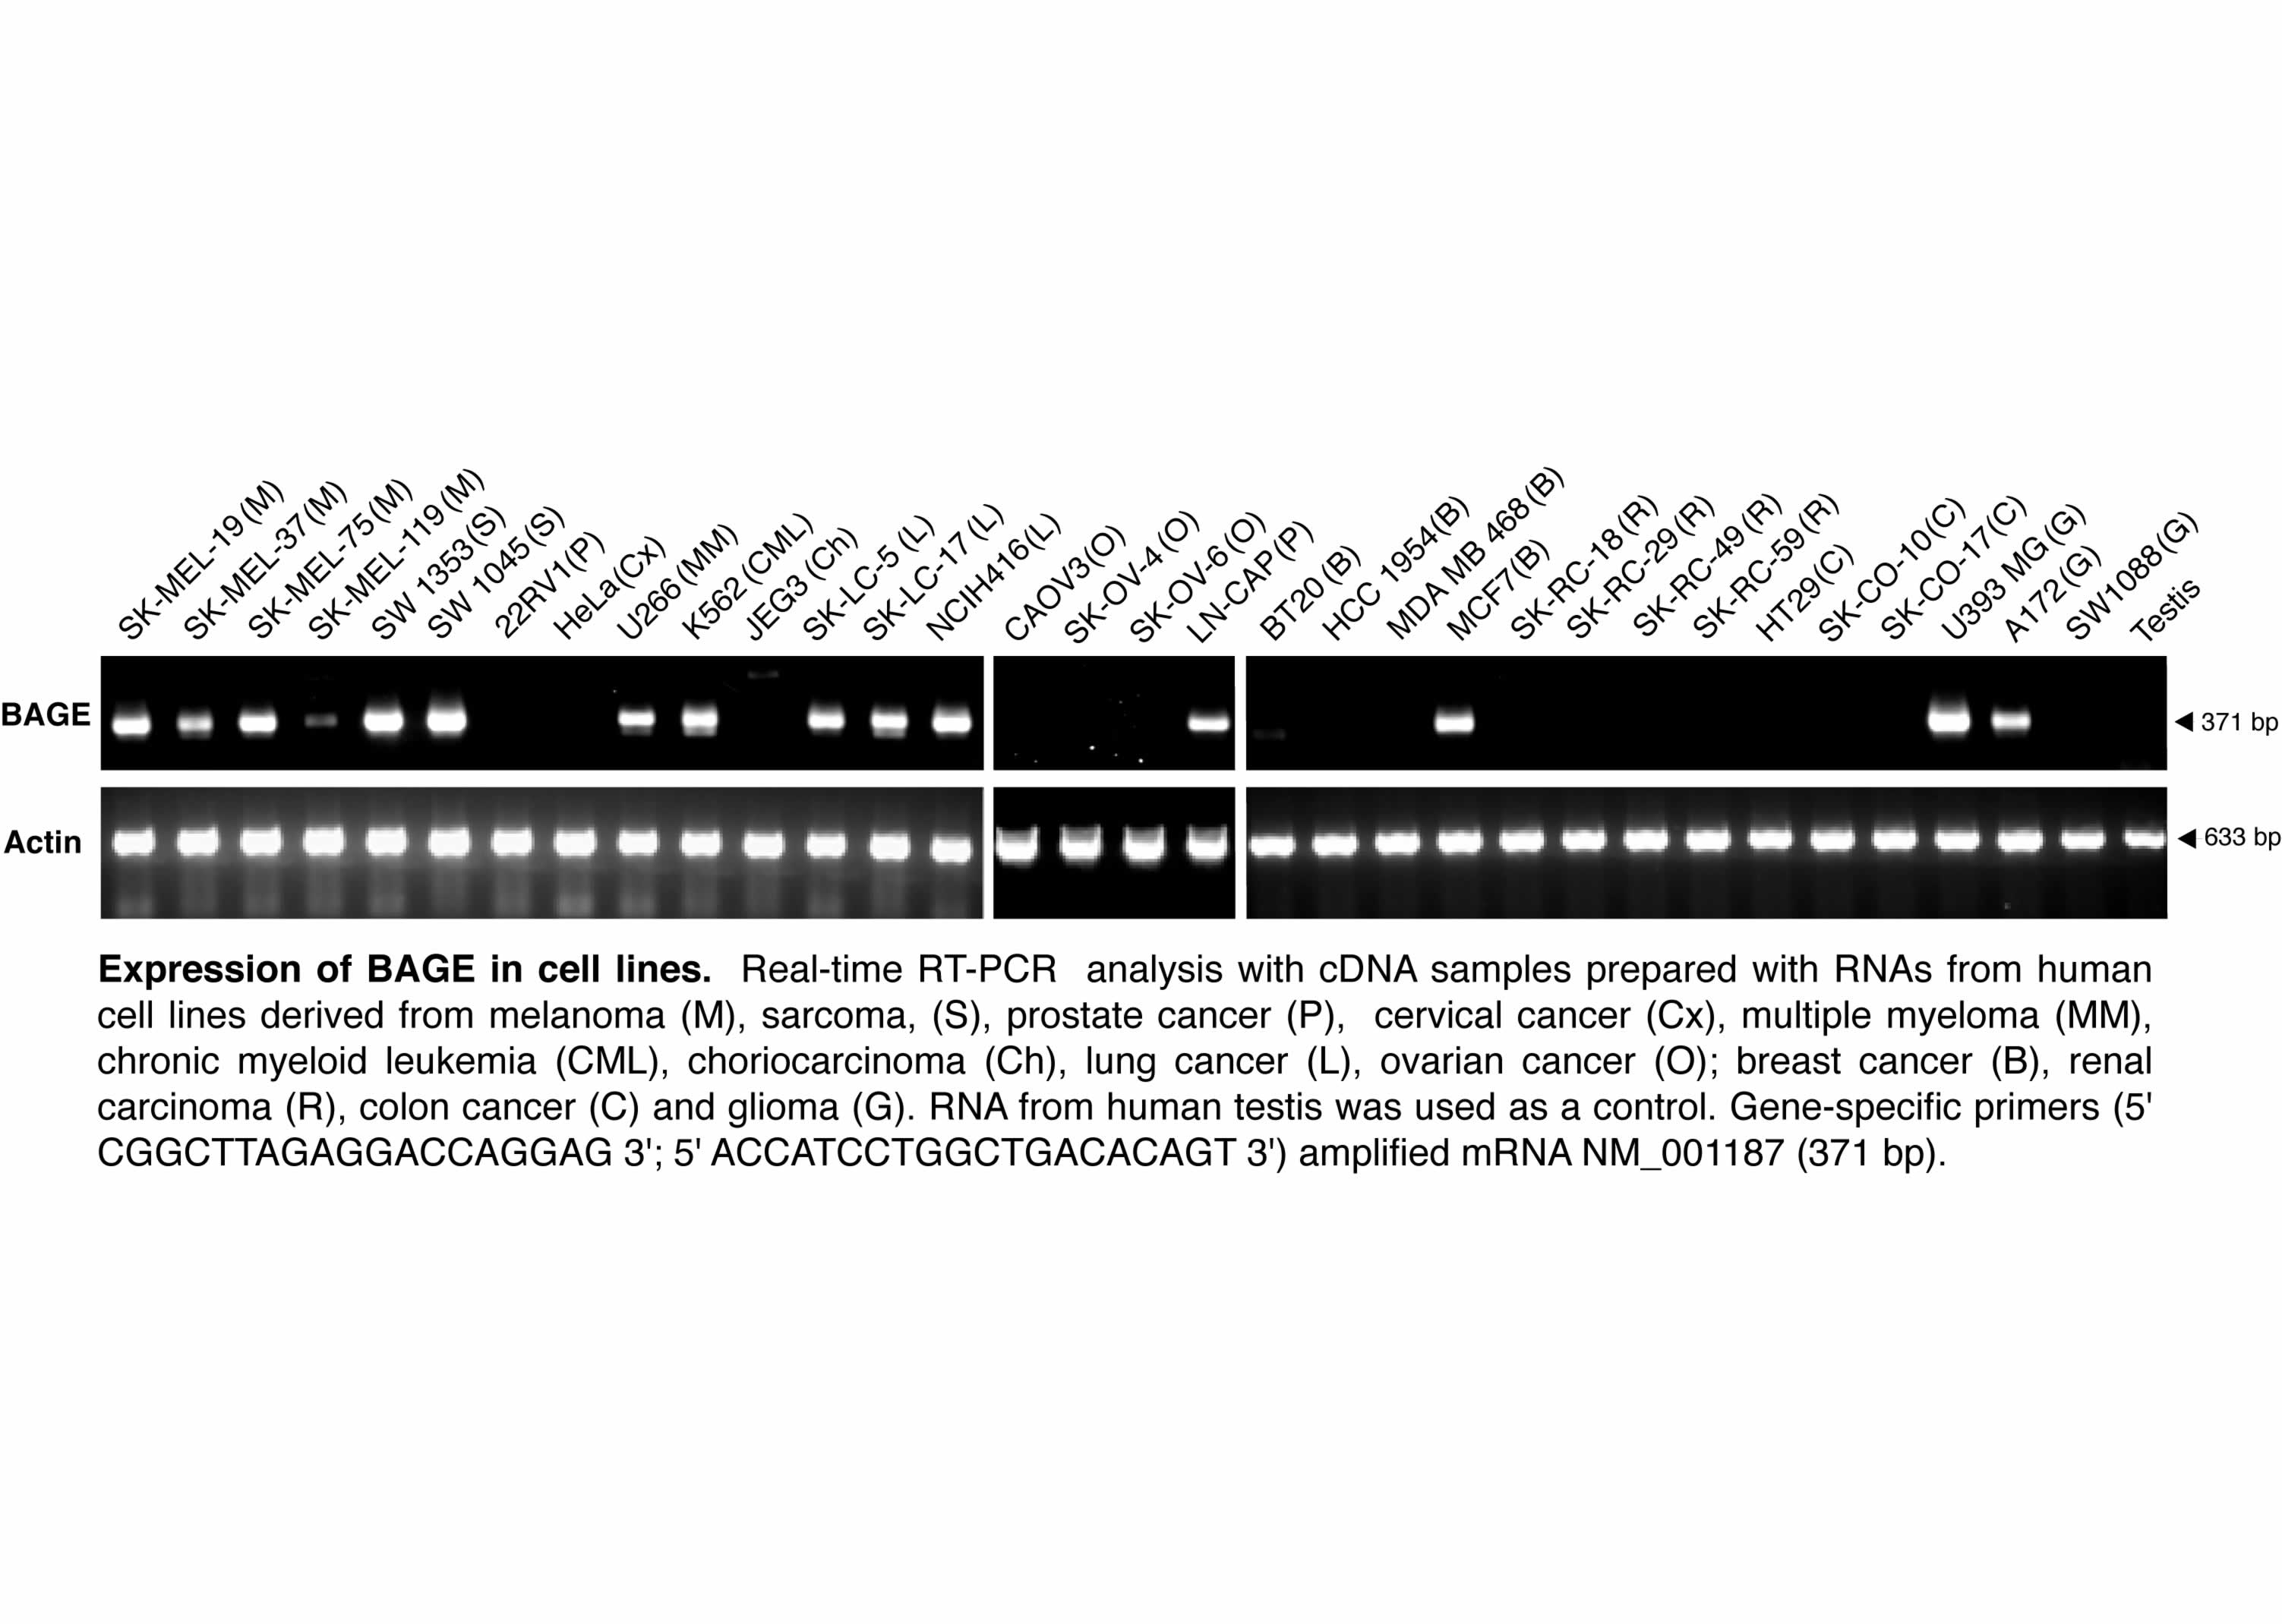 SK-MEL-19 (M)
SK-MEL-37 (M)
SK-MEL-75 (M)
SK-MEL-119 (M)
SW 1353 (S)
SW 1045 (S)
22RV1 (P)
HeLa (Cx)
U266 (MM)
K562 (CML)
JEG3 (Ch)
SK-LC-5 (L)
SK-LC-17 (L)
NCIH416 (L)
CAOV3 (O)
SK-OV-4 (O)
SK-OV-6 (O)
LN-CAP (P)
BT20 (B)
HCC 1954 (B)
MDA MB 468 (B)
MCF7 (B)
SK-RC-18 (R)
SK-RC-29 (R)
SK-RC-49 (R)
SK-RC-59 (R)
HT29 (C)
SK-CO-10 (C)
SK-CO-17 (C)
U393 MG (G)
A172 (G)
SW1088 (G)
Testis
BAGE
371 bp
Actin
633 bp
Expression of BAGE in cell lines. Real-time RT-PCR analysis with cDNA samples prepared with RNAs from human
cell lines derived from melanoma (M), sarcoma, (S), prostate cancer (P), cervical cancer (Cx), multiple myeloma (MM),
chronic myeloid leukemia (CML), choriocarcinoma (Ch), lung cancer (L), ovarian cancer (O); breast cancer (B), renal
carcinoma (R), colon cancer (C) and glioma (G). RNA from human testis was used as a control. Gene-specific primers (5'
CGGCTTAGAGGACCAGGAG 3'; 5' ACCATCCTGGCTGACACAGT 3') amplified mRNA NM_001187 (371 bp).